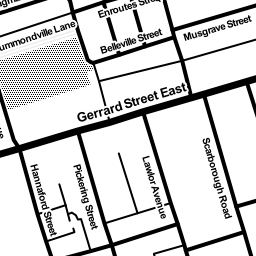 Enroutes Street
Musgrave Street
ummondville Lane
Belleville Street
Gerrard Street East
Hannaford Street
Pickering Street
Lawlor Avenue
Scarborough Road